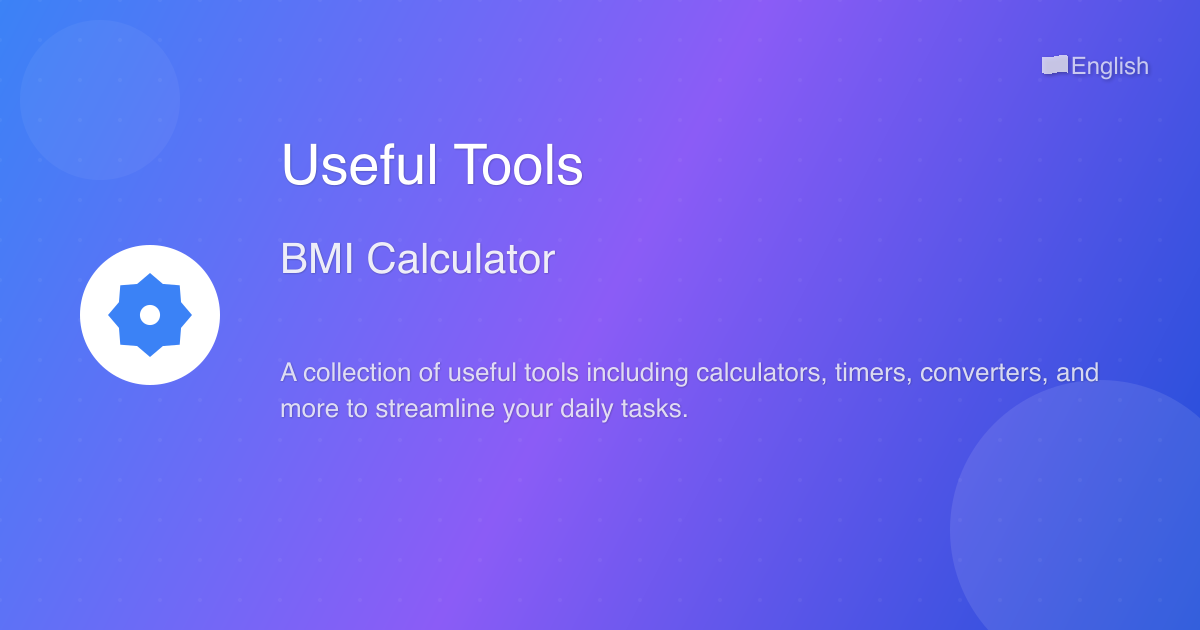 English
Useful Tools
BMI Calculator
A collection of useful tools including calculators, timers, converters, and
more to streamline your daily tasks.